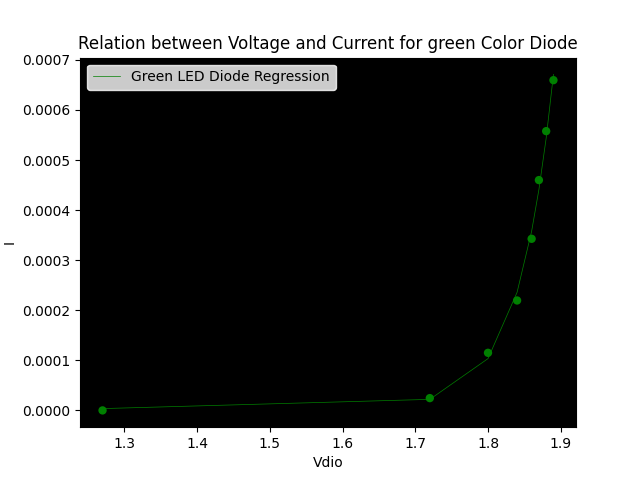 Relation between Voltage and Current for green Color Diode
Green LED Diode Regression
0.0007
0.0006
0.0005
0.0004
0.0003
0.0002
0.0001
0.0000
I
1.3 1.4 1.5 1.6 1.7 1.8 1.9
Vdio